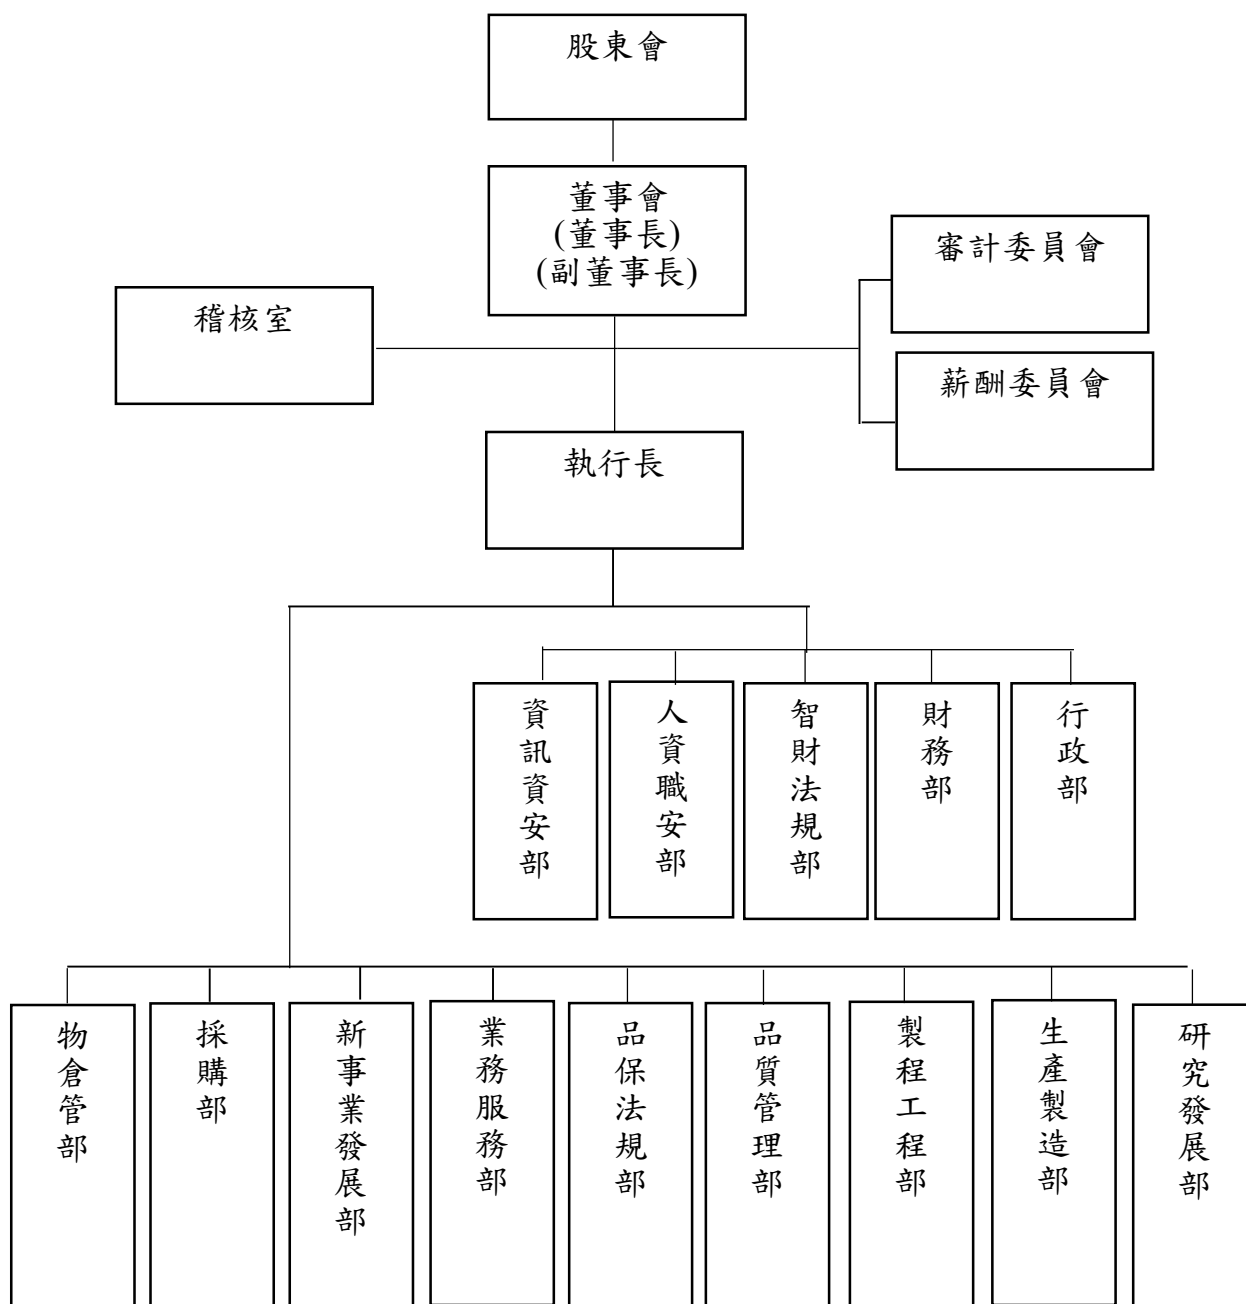 股東會
董事會
(董事長)
(副董事長)
審計委員會
稽核室
薪酬委員會
執行長
資訊資安部
人資職安部
智財法規部
財務部
行政部
物倉管部
採購部
新事業發展部
業務服務部
品保法規部
品質管理部
製程工程部
生產製造部
研究發展部